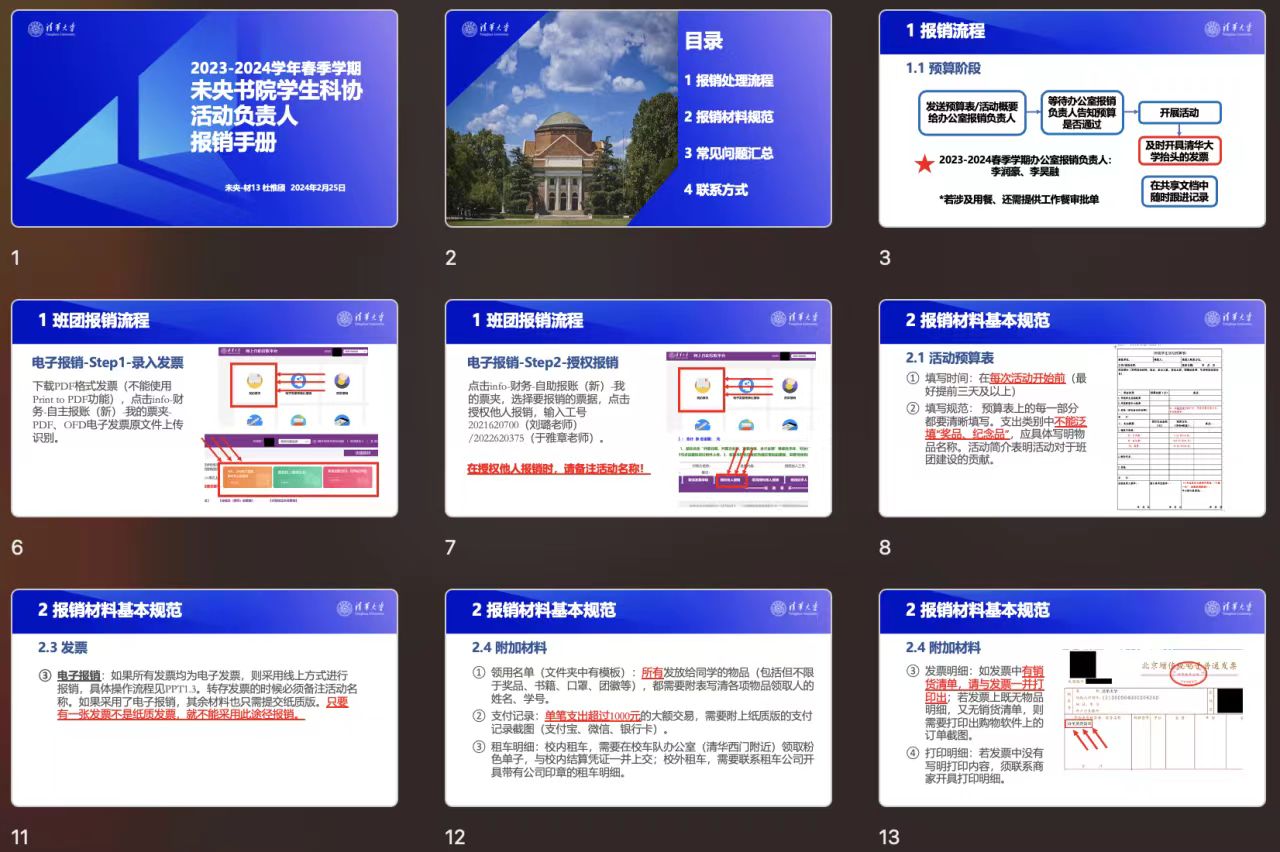 清华大学
Tsinghua University
2023-2024学年春季学期
未央书院学生科协
活动负责人
报销手册
未央-材13 杜惟颀 2024年2月25日
1
清华大学
Tsinghua University
目录
1 报销处理流程
2 报销材料规范
3 常见问题汇总
4 联系方式
2
1 报销流程
清华大学
1.1 预算阶段
发送预算表/活动概要
给办公室报销负责人
等待办公室报销
负责人告知预算
是否通过
开展活动
及时开具清华大
学抬头的发票
在共享文档中
随时跟进记录
2023-2024春季学期办公室报销负责人:
李润豪、李昊融
*若涉及用餐、还需提供工作餐审批单
3
1 班团报销流程
清华大学
电子报销-Step1-录入发票
下载PDF格式发票（不能使用
Print to PDF功能），点击info-财
务-自主报账（新）-我的票夹-
PDF、OFD电子发票原文件上传
识别。
6
1 班团报销流程
清华大学
电子报销-Step2-授权报销
点击info-财务-自助报账（新）-我
的票夹，选择要报销的票据，点击
授权他人报销，输入工号
2021620707（刘璐老师）
/2022620375（于雅章老师）。
在授权他人报销时，请备注活动名称！
7
2 报销材料基本规范
清华大学
2.1 活动预算表
① 填写时间：在每次活动开始前（最
好提前三天及以上）
② 填写规范： 预算表上的每一部分
都要清晰填写。支出类别中不能泛
填“奖品、纪念品”，应具体写明物
品名称。活动简介表明活动对于班
团建设的贡献。
8
2 报销材料基本规范
清华大学
2.3 发票
③ 电子报销：如果所有发票均为电子发票，则采用线上方式进行
报销，具体操作流程见PPT1.3。转存发票的时候必须备注活动名
称。如果采用了电子报销，其余材料也只需提交纸质版。只要
有一张发票不是纸质发票，就不能采用此途径报销。
11
2 报销材料基本规范
清华大学
2.4 附加材料
① 领用名单（文件夹中有模板）：所有发放给同学的物品（包括但不限
于奖品、书籍、口罩、团徽等），都需要附表写清各项物品领取人的
姓名、学号。
② 支付记录：单笔支出超过1000元的大额交易，需要附上纸质版的支付
记录截图（支付宝、微信、银行卡）。
③ 租车明细：校内租车，需要在校车队办公室（清华西门附近）领取粉
色单子，与校内结算凭证一并上交；校外租车，需要联系租车公司开
具带有公司印章的租车明细。
12
2 报销材料基本规范
清华大学
2.4 附加材料
③ 发票明细：如发票中有销
货清单，请与发票一并打
印出；若发票上既无物品
明细，又无销货清单，则
需要打印出购物软件上的
订单截图。
④ 打印明细：若发票中没有
写明打印内容，须联系商
家开具打印明细。
北京增值税电子普通发票
13